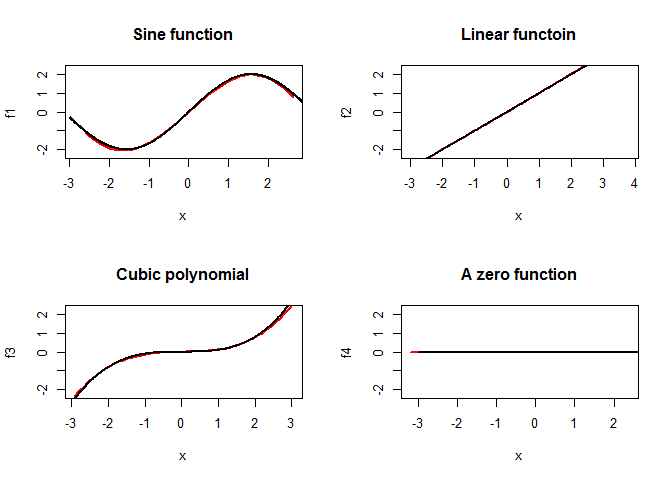 Sine function
f1
2
1
0
-2
-3 -2 -1 0 1 2
x
Linear functoin
f2
2
1
0
-2
-3 -2 -1 0 1 2 3 4
x
Cubic polynomial
f3
2
1
0
-2
-3 -2 -1 0 1 2 3
x
A zero function
f4
2
1
0
-2
-3 -2 -1 0 1 2
x